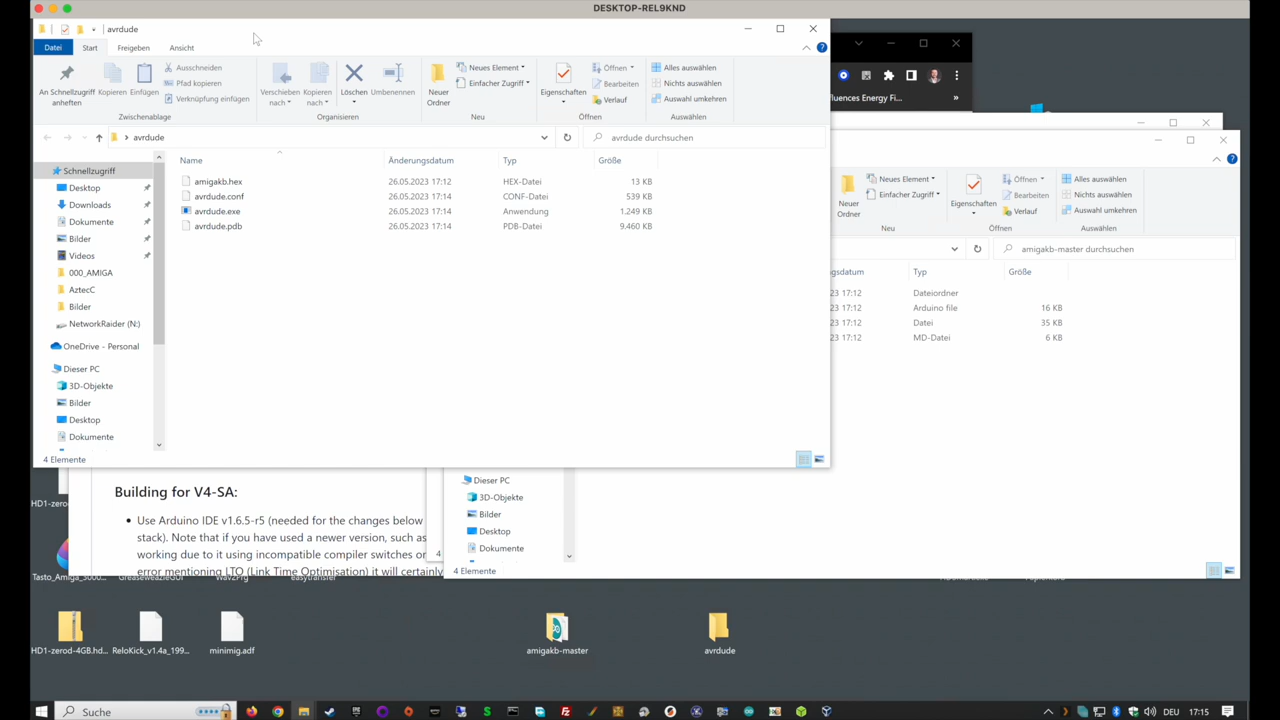 DESKTOP-REL9KND
avrdude
Datei Start Freigeben Ansicht
An Schnellzugriff anheften
Kopieren
Einfügen
Ausschneiden
Pfad kopieren
Verknüpfung einfügen
Zwischenablage
Verschieben nach
Kopieren nach
Löschen
Umbenennen
Organisieren
Neuer Ordner
Neues Element
Einfacher Zugriff
Neu
Eigenschaften
Öffnen
Bearbeiten
Verlauf
Öffnen
Alles auswählen
Nichts auswählen
Auswahl umkehren
Auswählen
avrdude
avrdude durchsuchen
Name Änderungsdatum Typ Größe
amigakb.hex 26.05.2023 17:12 HEX-Datei 13 KB
avrdude.conf 26.05.2023 17:14 CONF-Datei 539 KB
avrdude.exe 26.05.2023 17:14 Anwendung 1.249 KB
avrdude.pdb 26.05.2023 17:14 PDB-Datei 9.460 KB
Schnellzugriff
Desktop
Downloads
Dokumente
Bilder
Videos
000_AMIGA
AztecC
Bilder
NetworkRaider (N:)
OneDrive - Personal
Dieser PC
3D-Objekte
Bilder
Desktop
Dokumente
4 Elemente
fluences Energy Fi...
»
Neuer Ordner
Neues Element
Einfacher Zugriff
Neu
Eigenschaften
Öffnen
Bearbeiten
Verlauf
Öffnen
Alles auswählen
Nichts auswählen
Auswahl umkehren
Auswählen
amigakb-master durchsuchen
ngsdatum Typ Größe
23 17:12 Dateiordner
23 17:12 Arduino file 16 KB
23 17:12 Datei 35 KB
23 17:12 MD-Datei 6 KB
Dieser PC
3D-Objekte
Bilder
Desktop
Dokumente
4 Elemente
4
Building for V4-SA:
• Use Arduino IDE v1.6.5-r5 (needed for the changes below
stack). Note that if you have used a newer version, such as
working due to it using incompatible compiler switches or
error mentioning LTO (Link Time Optimisation) it will certainly
HD1-zero
Tasto_Amiga_3000... GreaseweazleGUI Wav2Prg easytransfer
HD1-zerod-4GB.hd... ReloKick_v1.4a_199... minimig.adf amigakb-master avrdude
Suche
DEU 17:15